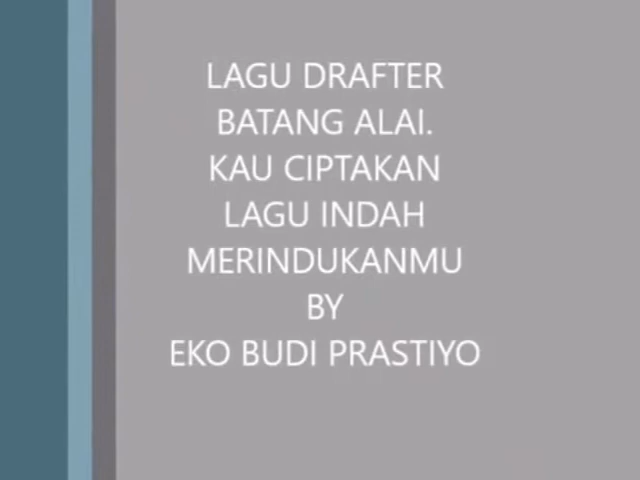 LAGU DRAFTER
BATANG ALAI.
KAU CIPTAKAN
LAGU INDAH
MERINDUKANMU
BY
EKO BUDI PRASTIYO